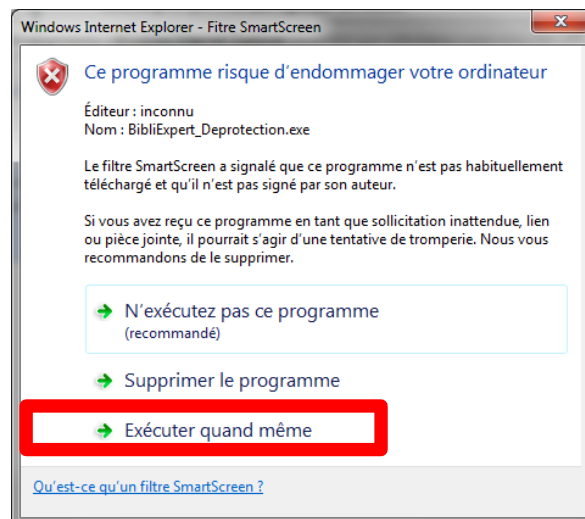 Windows Internet Explorer - Fitre SmartScreen
Ce programme risque d'endommager votre ordinateur
Éditeur : inconnu
Nom : BibliExpert_Deprotection.exe
Le filtre SmartScreen a signalé que ce programme n'est pas habituellement
téléchargé et qu'il n'est pas signé par son auteur.
Si vous avez reçu ce programme en tant que sollicitation inattendue, lien
ou pièce jointe, il pourrait s'agir d'une tentative de tromperie. Nous vous
recommandons de le supprimer.
N'exécutez pas ce programme
(recommandé)
Supprimer le programme
Exécuter quand même
Qu'est-ce qu'un filtre SmartScreen ?